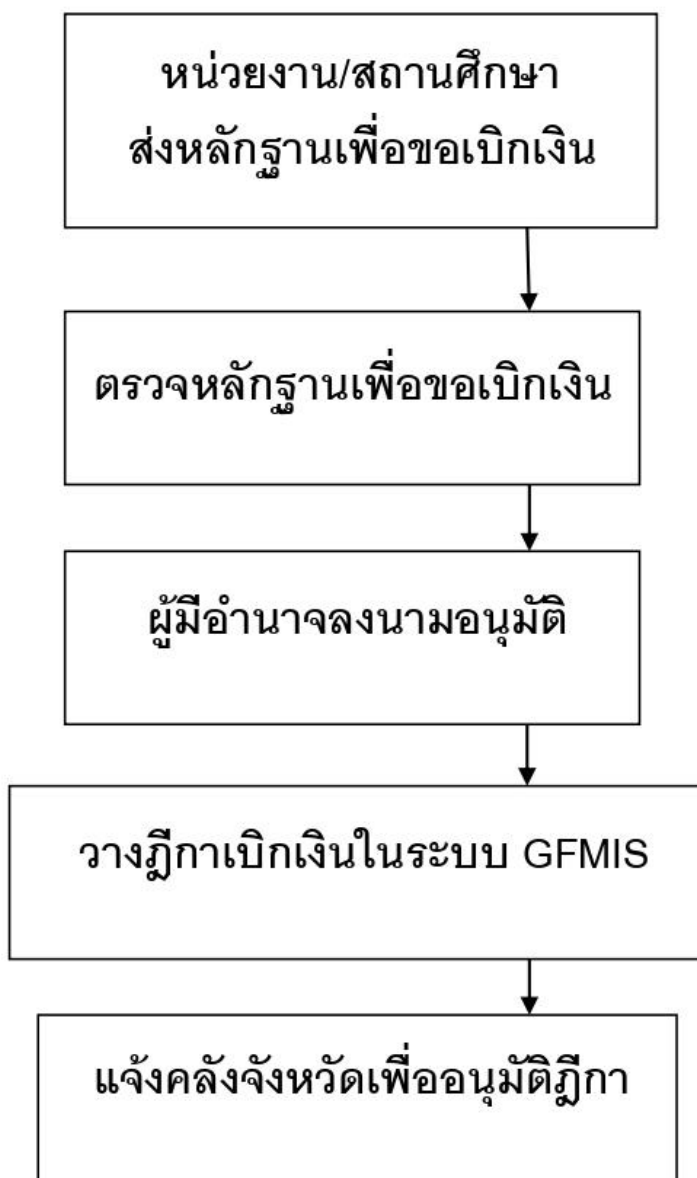 หน่วยงาน/สถานศึกษา
ส่งหลักฐานเพื่อขอเบิกเงิน
ตรวจหลักฐานเพื่อขอเบิกเงิน
ผู้มีอำนาจลงนามอนุมัติ
วางฎีกาเบิกเงินในระบบ GFMIS
แจ้งคลังจังหวัดเพื่ออนุมัติฎีกา